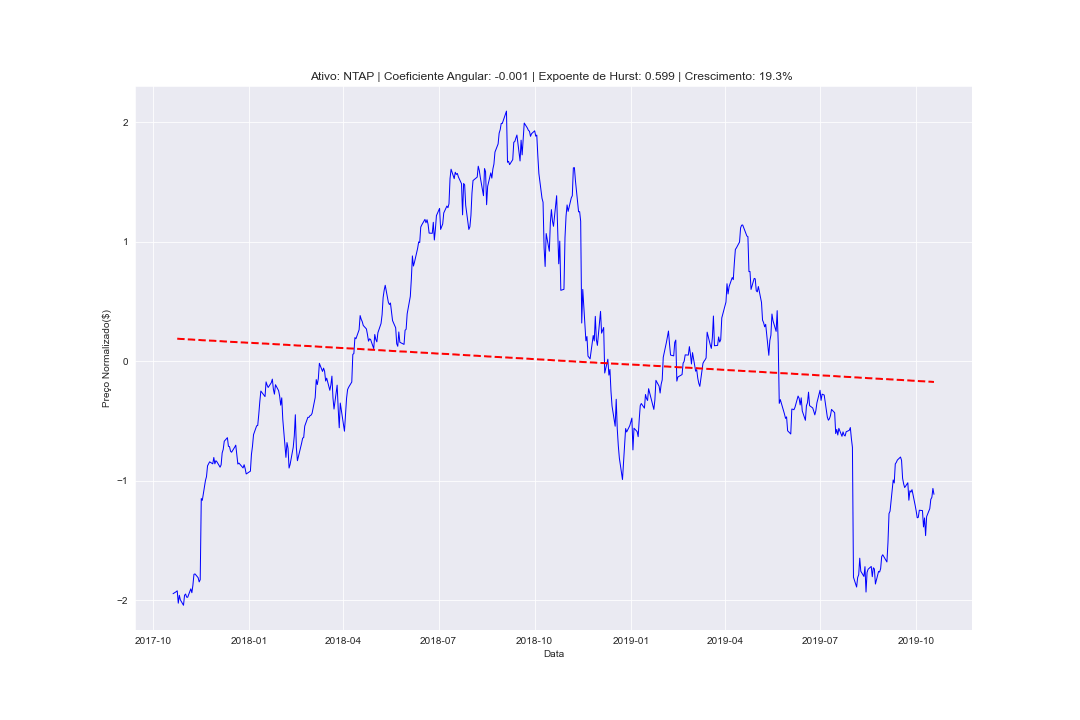 Ativo: NTAP | Coeficiente Angular: -0.001 | Expoente de Hurst: 0.599 | Crescimento: 19.3%
Preço Normalizado($)
2
1
0
−1
−2
2017-10 2018-01 2018-04 2018-07 2018-10 2019-01 2019-04 2019-07 2019-10
Data